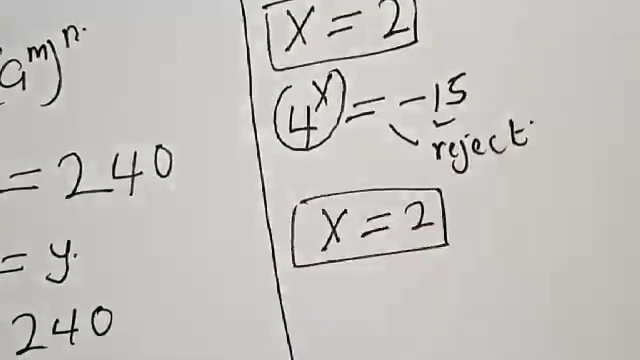 (a^m)^n.
= 240
= y.
240
x = 2
4^x = -15
reject.
x = 2